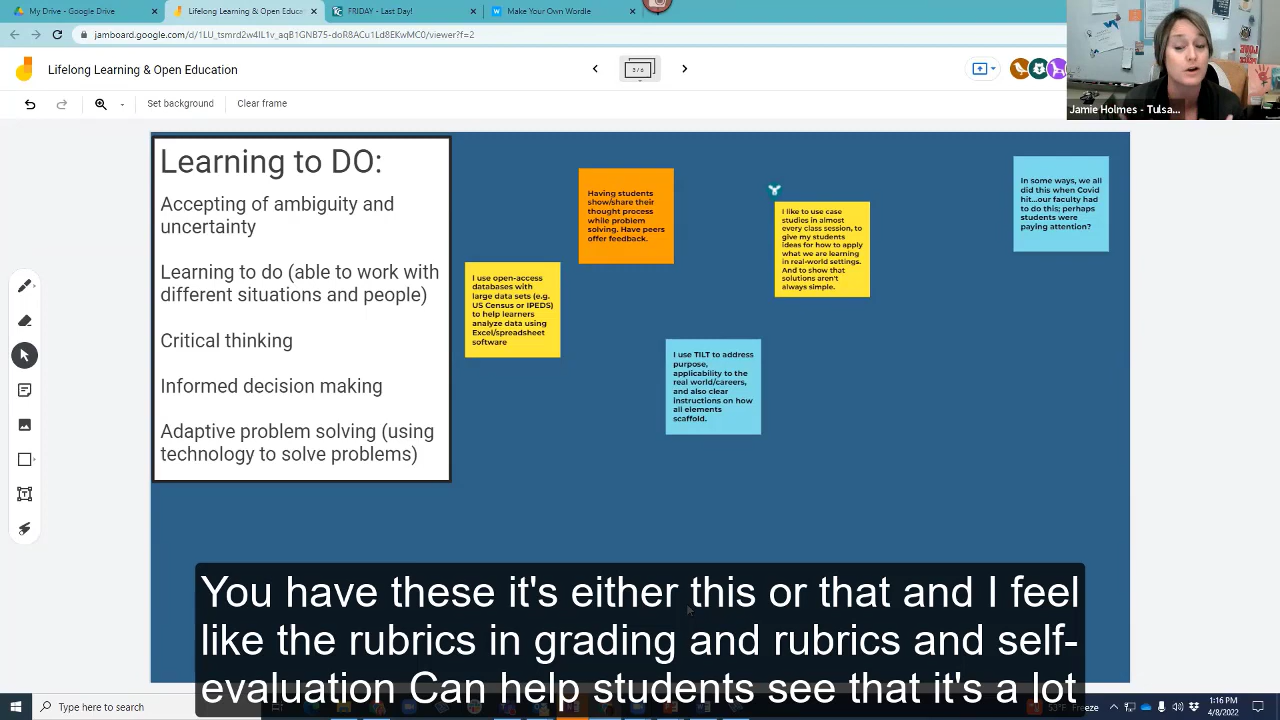 My Drive - Google Drive
Lifelong Learning & Open Educa
FRIDAY - Last Day!
Make Your Own Wordle
jamboard.google.com/d/1LU_tsmrd2w4IL1v_aqB1GNB75-doR8ACu1Ld8EKwMC0/viewer?f=2
Lifelong Learning & Open Education
Set background
Clear frame
Jamie Holmes - Tulsa...
Learning to DO:
Accepting of ambiguity and
uncertainty
Learning to do (able to work with
different situations and people)
Critical thinking
Informed decision making
Adaptive problem solving (using
technology to solve problems)
I use open-access
databases with
large data sets (e.g.
US Census or IPEDS)
to help learners
analyze data using
Excel/spreadsheet
software
Having students
show/share their
thought process
while problem
solving. Have peers
offer feedback.
I use TILT to address
purpose,
applicability to the
real world/careers,
and also clear
instructions on how
all elements
scaffold.
I like to use case
studies in almost
every class session, to
give my students
ideas for how to apply
what we are learning
in real-world settings.
And to show that
solutions aren't
always simple.
In some ways, we all
did this when Covid
hit...our faculty had
to do this; perhaps
students were
paying attention?
You have these it's either this or that and I feel
like the rubrics in grading and rubrics and self-
evaluation Can help students see that it's a lot
Type here to search
1:16 PM
4/8/2022